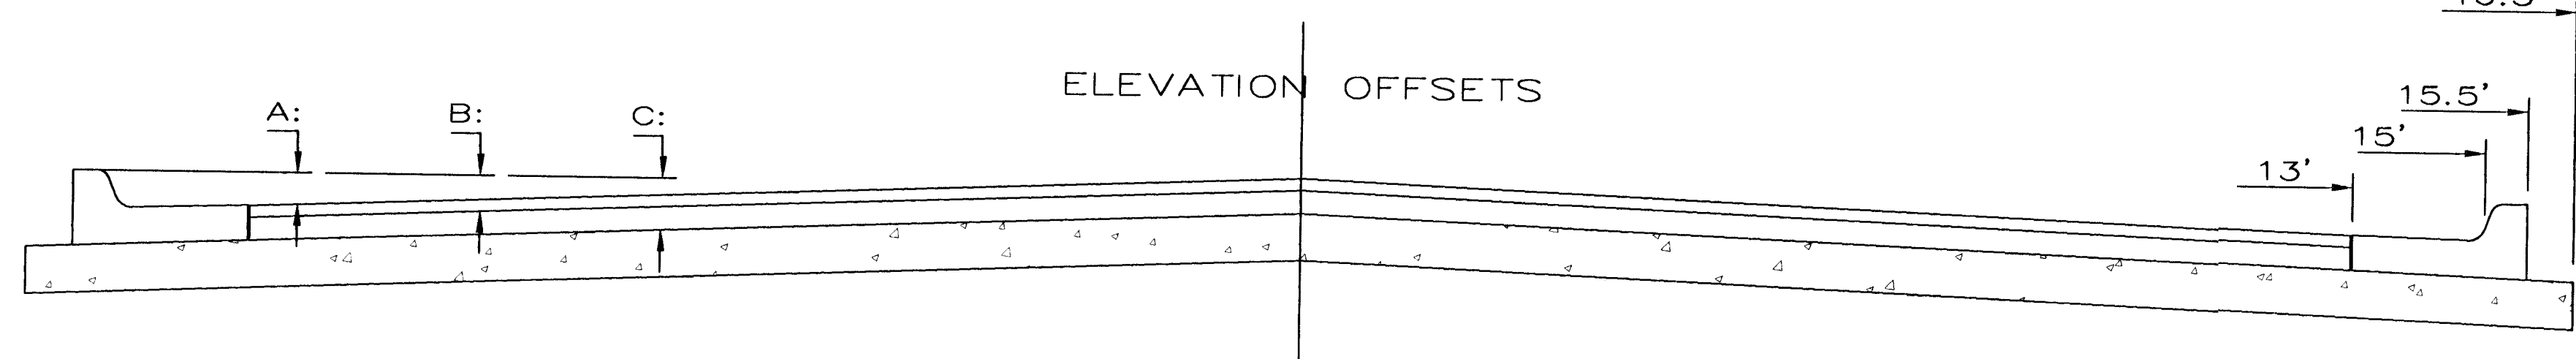 ELEVATION OFFSETS
A:
B:
C:
15.5'
15'
13'